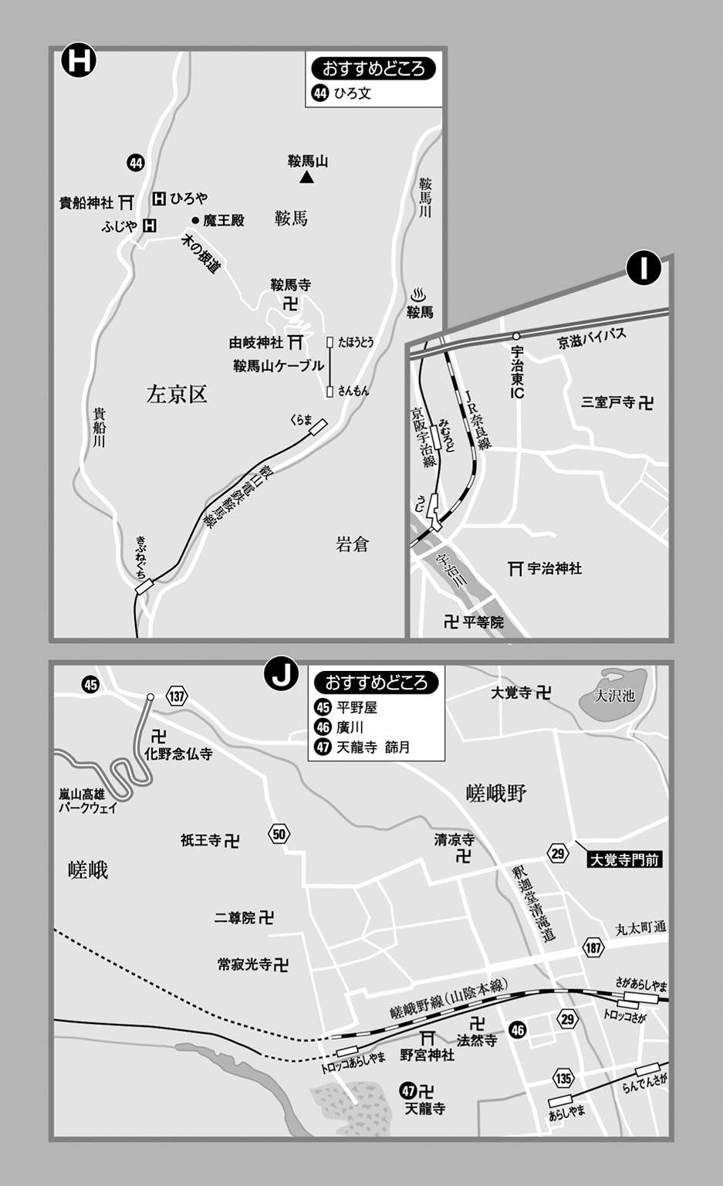 H
おすすめどころ
44 ひろ文
44
鞍馬山
鞍馬川
貴船神社
H ひろや
ふじや H
魔王殿
鞍馬
木の根道
鞍馬寺
鞍馬
由岐神社
たほうとう
鞍馬山ケーブル
さんもん
左京区
貴船川
くらま
叡山電鉄鞍馬線
岩倉
きぶねぐち
I
京滋バイパス
宇治東IC
三室戸寺
JR奈良線
京阪宇治線
みむろど
うじ
宇治川
宇治神社
平等院
J
おすすめどころ
45 平野屋
46 廣川
47 天龍寺 篩月
45
137
大覚寺
大沢池
化野念仏寺
嵐山高雄
パークウェイ
嵯峨野
祇王寺
50
清凉寺
29
大覚寺門前
嵯峨
釈迦堂清滝道
二尊院
丸太町通
187
常寂光寺
嵯峨野線(山陰本線)
さがあらしやま
トロッコさが
法然寺
46
29
野宮神社
トロッコあらしやま
135
らんでんさが
あらしやま
47
天龍寺